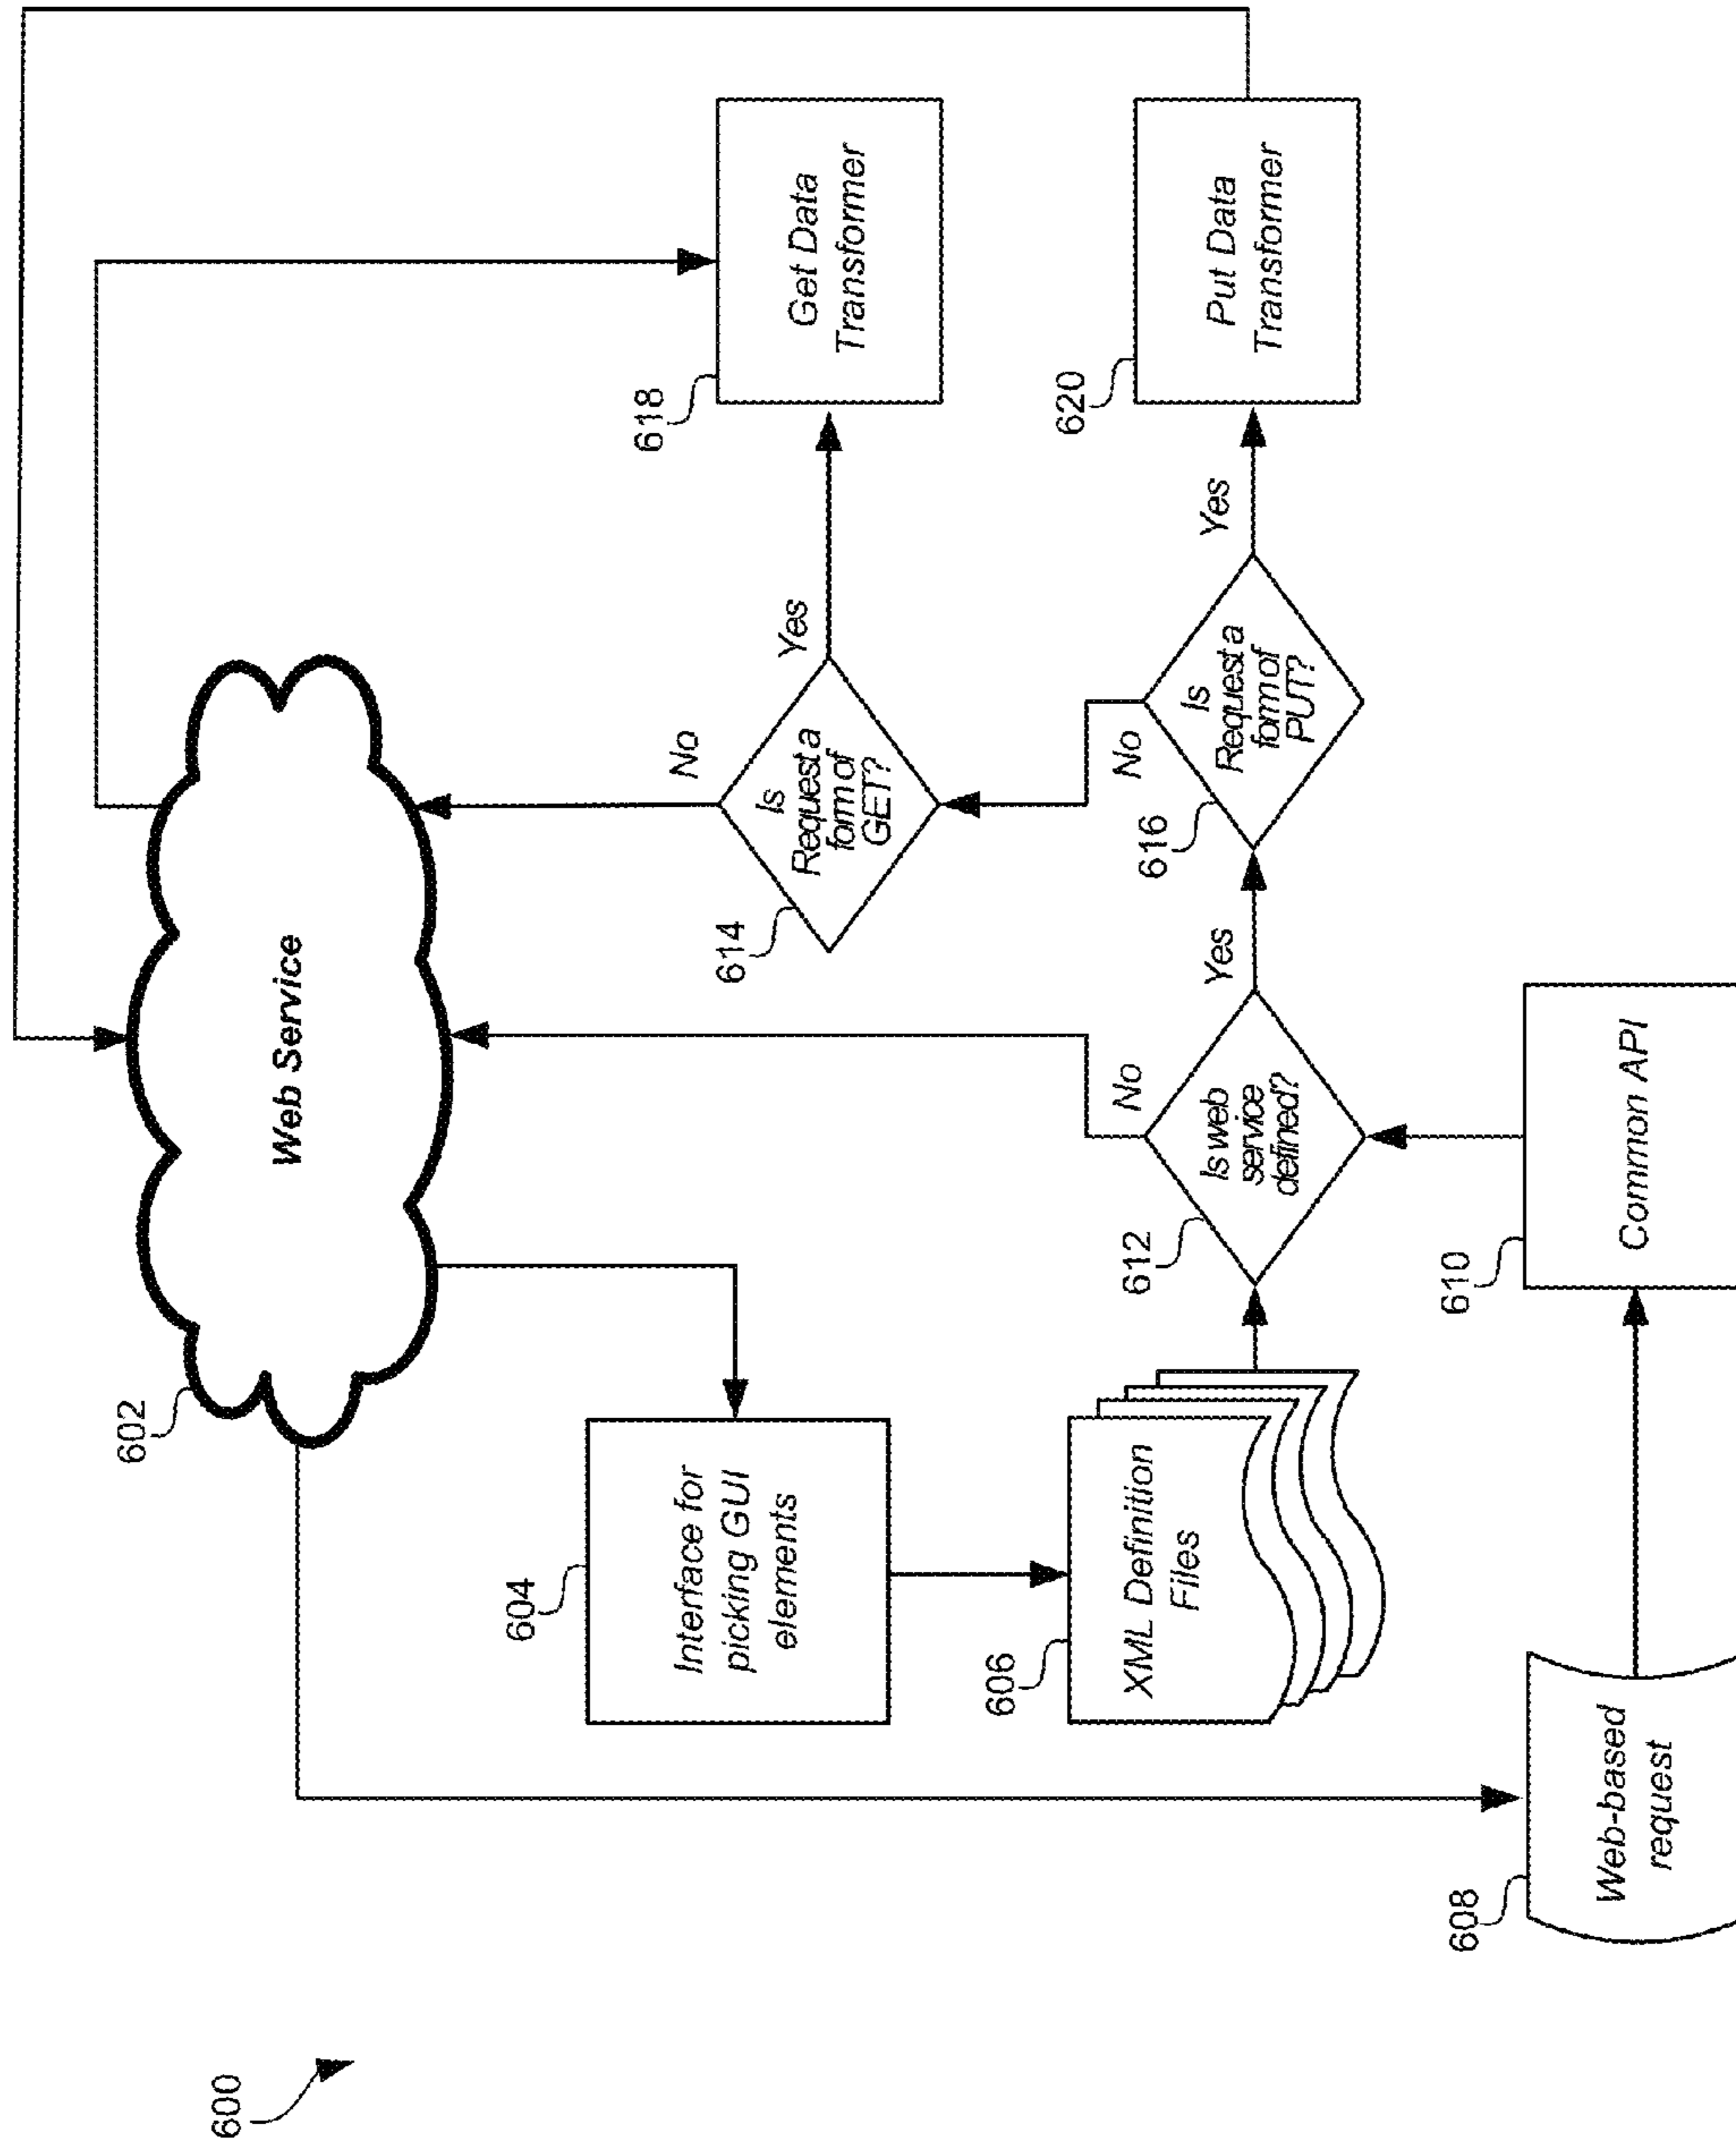 600
602
Web Service
604
Interface for
picking GUI
elements
606
XML Definition
Files
608
Web-based
request
610
Common API
612
Is web
service
defined?
No
Yes
614
Is
Request a
form of
GET?
No
Yes
616
Is
Request a
form of
PUT?
No
Yes
618
Get Data
Transformer
620
Put Data
Transformer